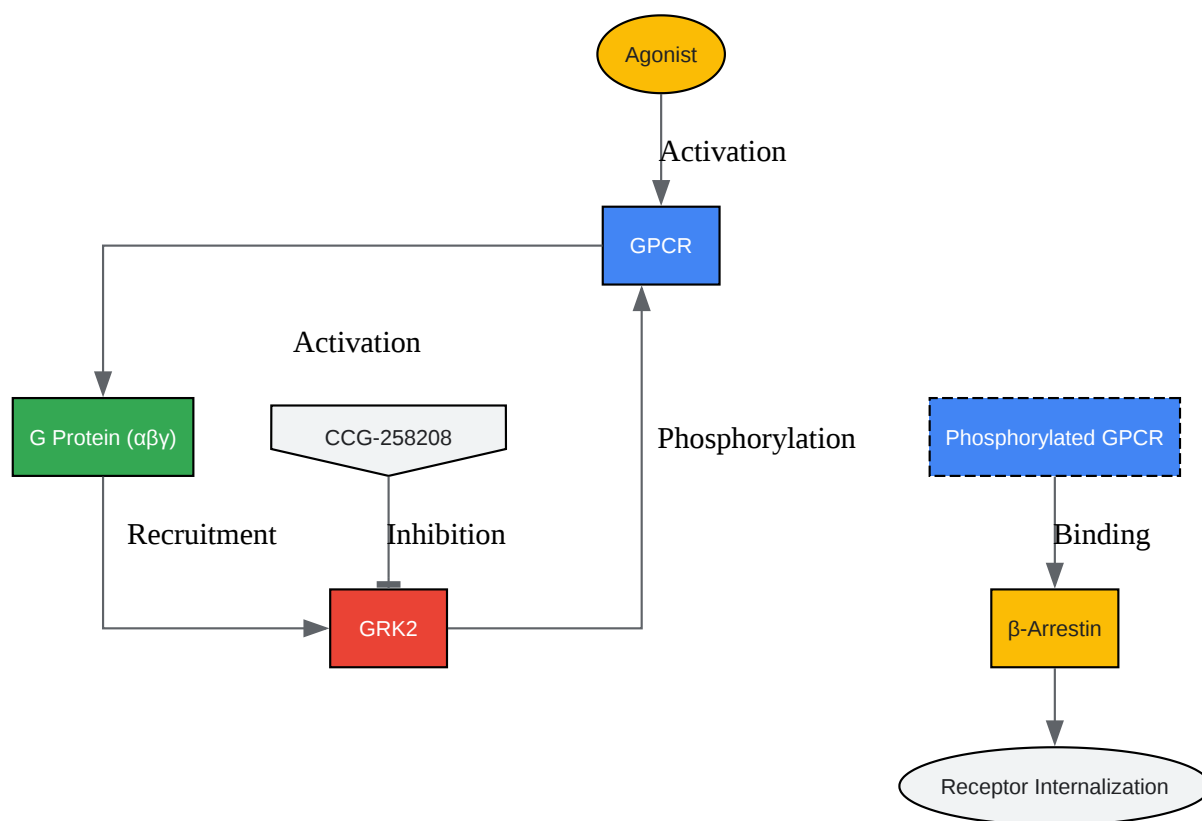 Agonist
Activation
GPCR
Activation
G Protein (αβγ)
CCG-258208
Phosphorylation
Phosphorylated GPCR
Recruitment
Inhibition
Binding
GRK2
β-Arrestin
Receptor Internalization